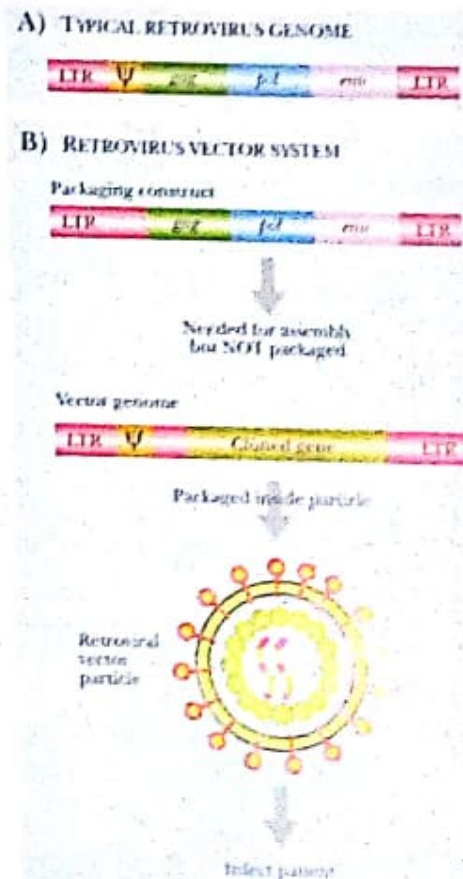 A) TYPICAL RETROVIRUS GENOME
LTR Ψ gag pol env LTR
B) RETROVIRUS VECTOR SYSTEM
Packaging construct
LTR gag pol env LTR
Needed for assembly
but NOT packaged
Vector genome
LTR Ψ Cloned gene LTR
Packaged inside particle
Retroviral
vector
particle
Infect patient